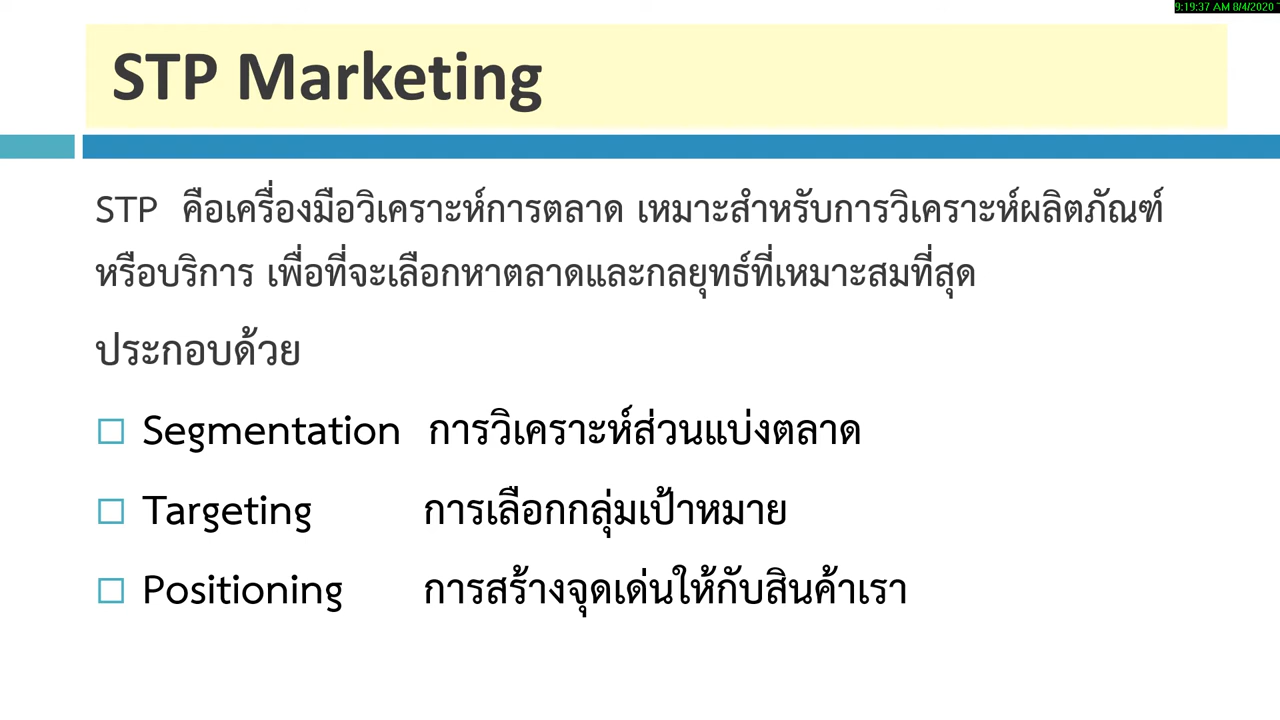 9:19:37 AM 8/4/2020
STP Marketing
STP คือเครื่องมือวิเคราะห์การตลาด เหมาะสำหรับการวิเคราะห์ผลิตภัณฑ์
หรือบริการ เพื่อที่จะเลือกหาตลาดและกลยุทธ์ที่เหมาะสมที่สุด
ประกอบด้วย
Segmentation การวิเคราะห์ส่วนแบ่งตลาด
Targeting การเลือกกลุ่มเป้าหมาย
Positioning การสร้างจุดเด่นให้กับสินค้าเรา